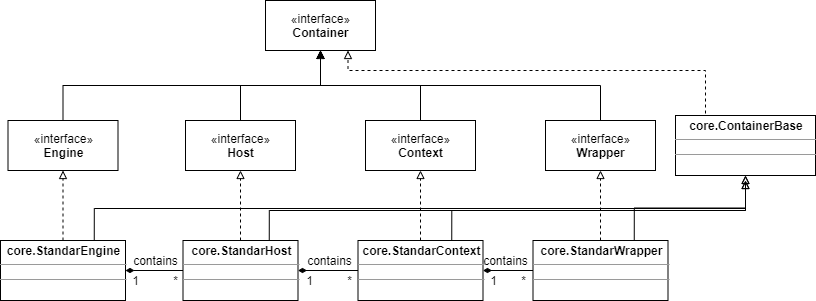 «interface»
Container
«interface»
Engine
«interface»
Host
«interface»
Context
«interface»
Wrapper
core.ContainerBase
core.StandarEngine
core.StandarHost
core.StandarContext
core.StandarWrapper
contains
1
*
contains
1
*
contains
1
*